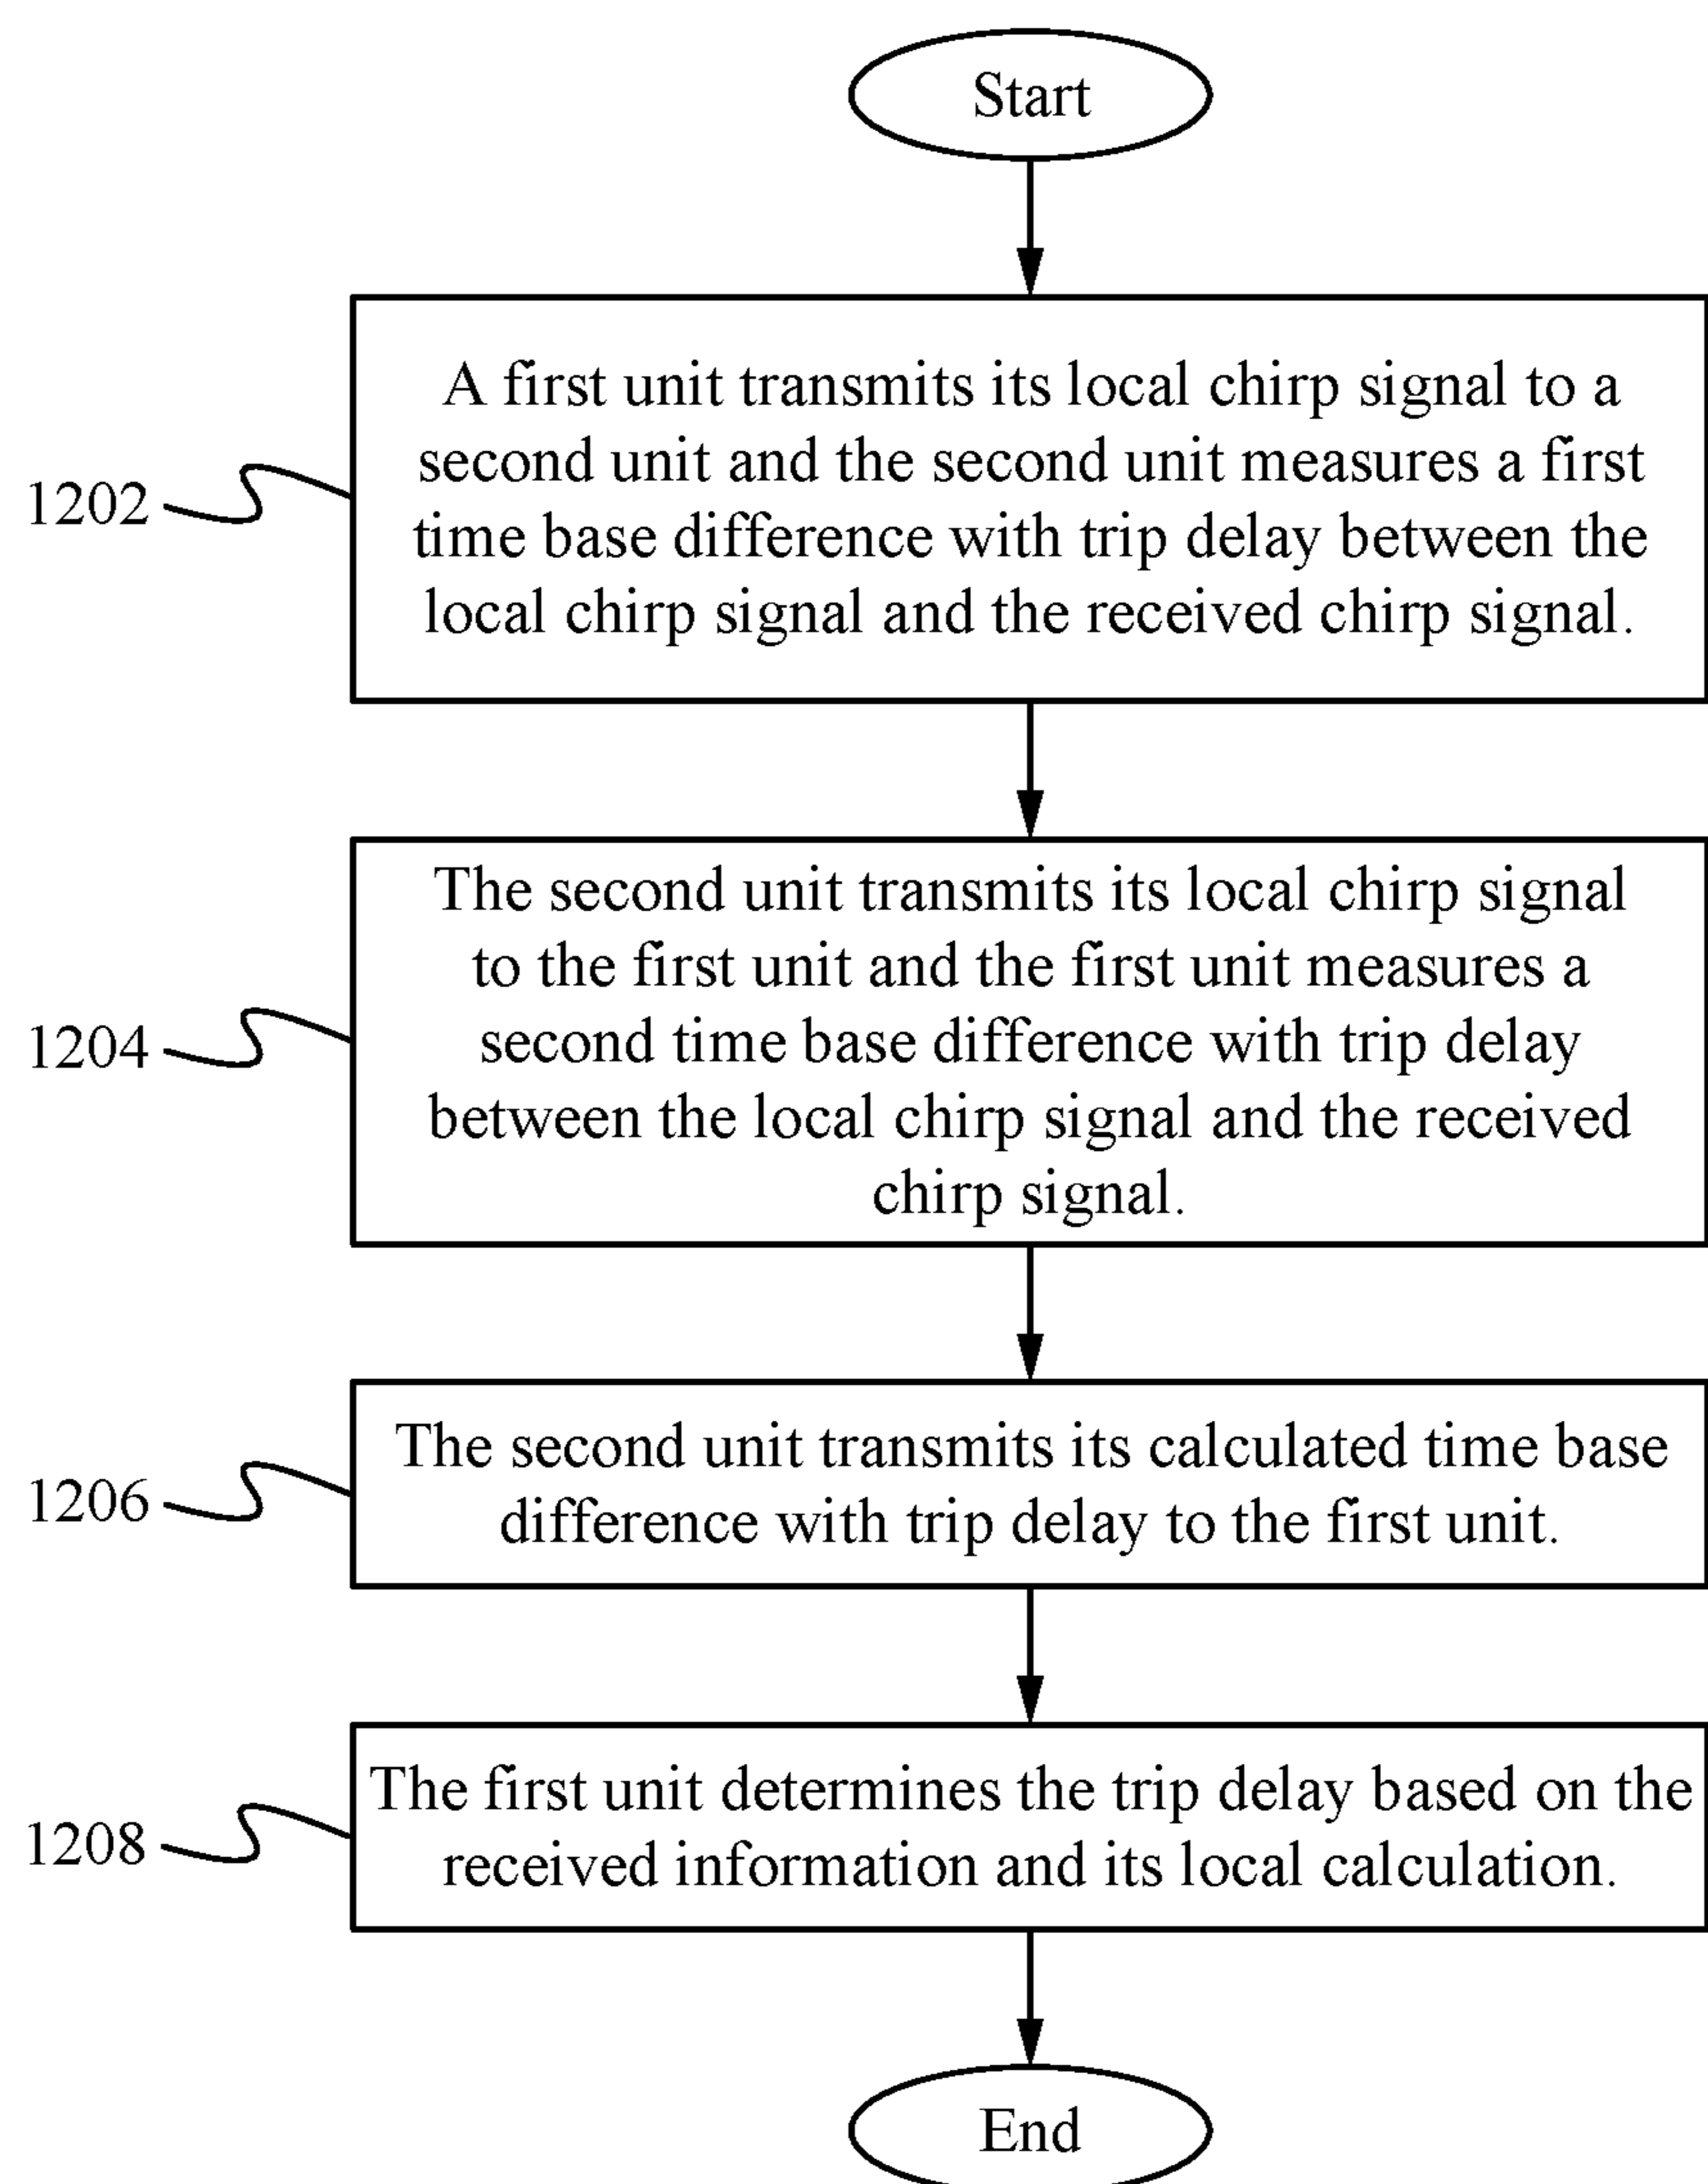 Start
A first unit transmits its local chirp signal to a
second unit and the second unit measures a first
time base difference with trip delay between the
local chirp signal and the received chirp signal.
1202
The second unit transmits its local chirp signal
to the first unit and the first unit measures a
second time base difference with trip delay
between the local chirp signal and the received
chirp signal.
1204
The second unit transmits its calculated time base
difference with trip delay to the first unit.
1206
The first unit determines the trip delay based on the
received information and its local calculation.
1208
End